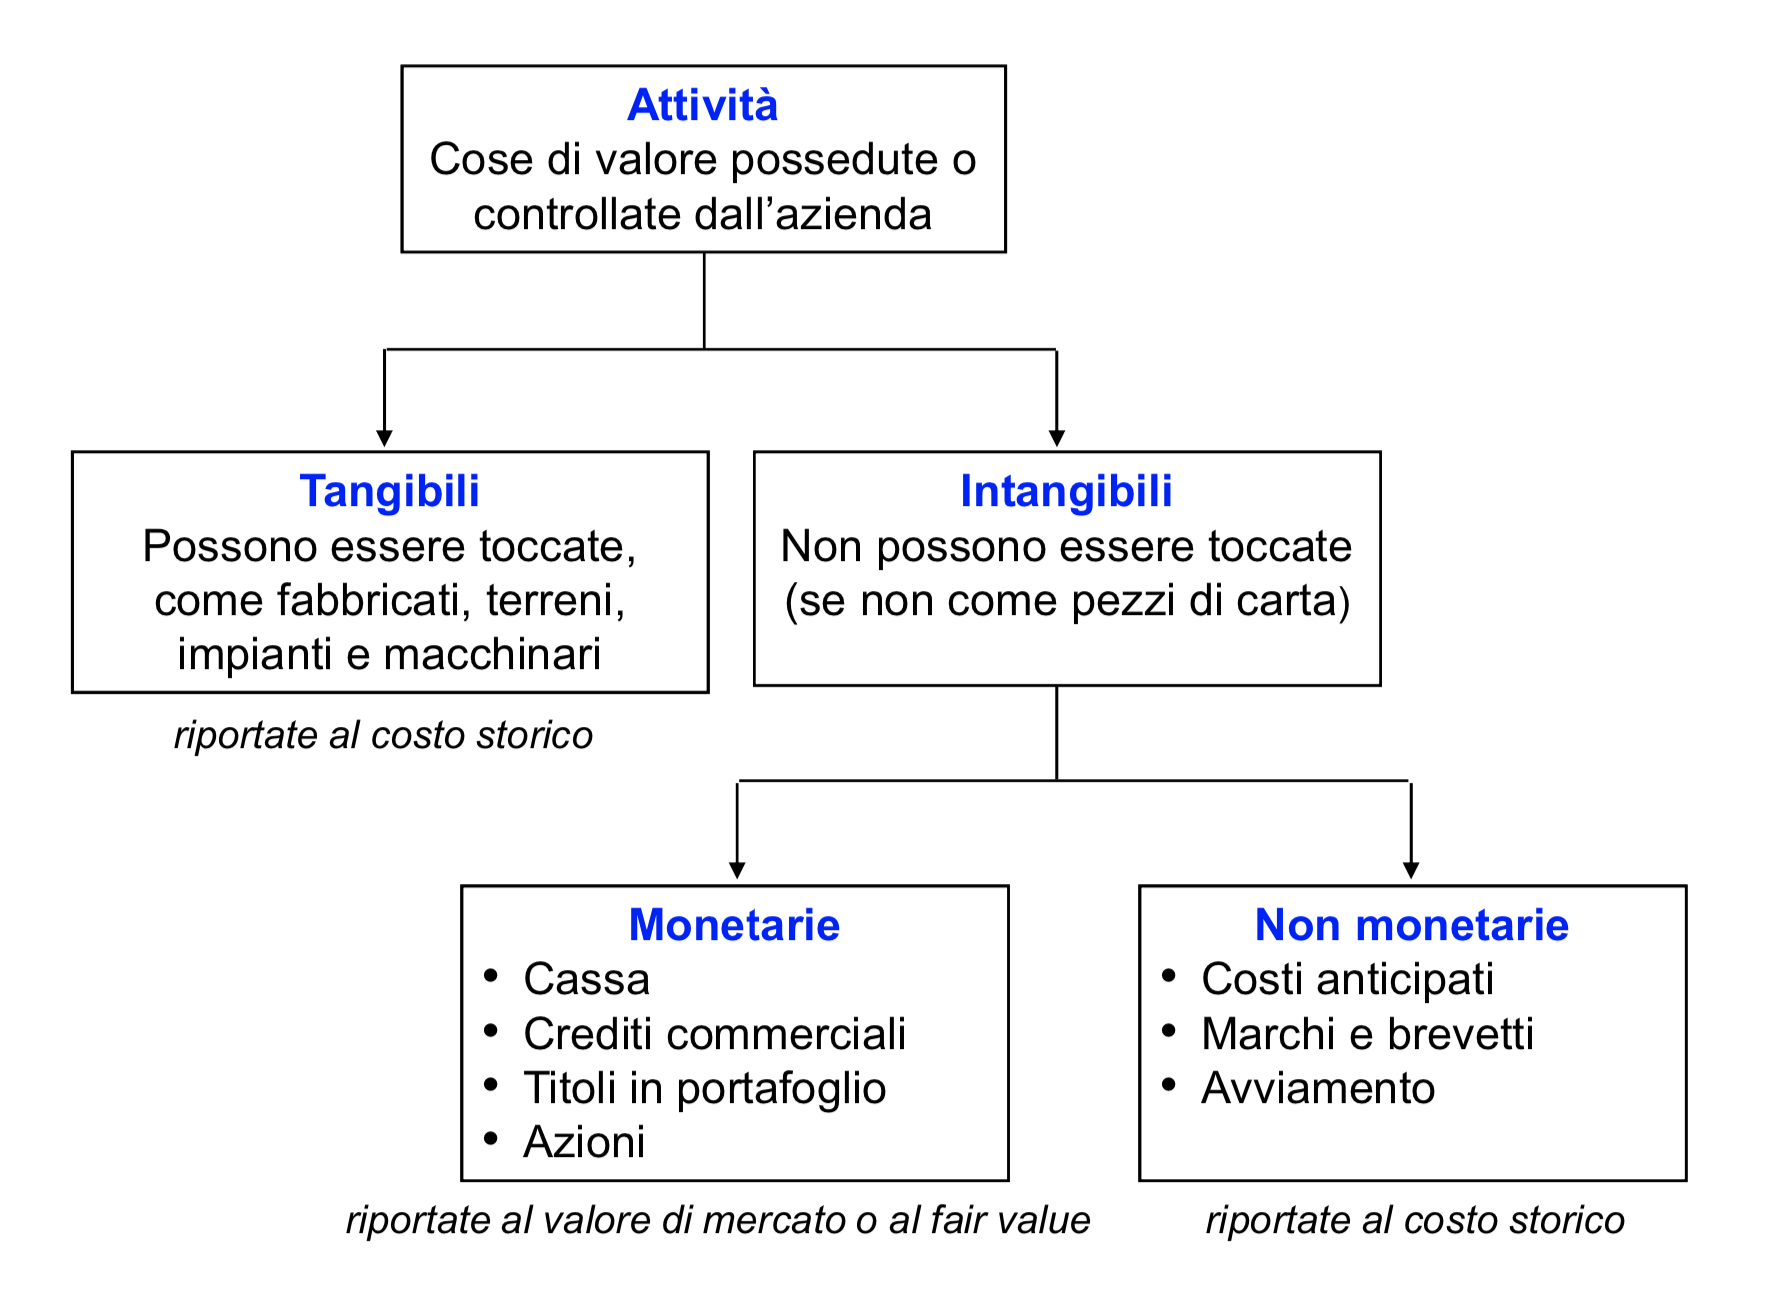 Attività
Cose di valore possedute o
controllate dall’azienda
Tangibili
Possono essere toccate,
come fabbricati, terreni,
impianti e macchinari
riportate al costo storico
Intangibili
Non possono essere toccate
(se non come pezzi di carta)
Monetarie
• Cassa
• Crediti commerciali
• Titoli in portafoglio
• Azioni
riportate al valore di mercato o al fair value
Non monetarie
• Costi anticipati
• Marchi e brevetti
• Avviamento
riportate al costo storico